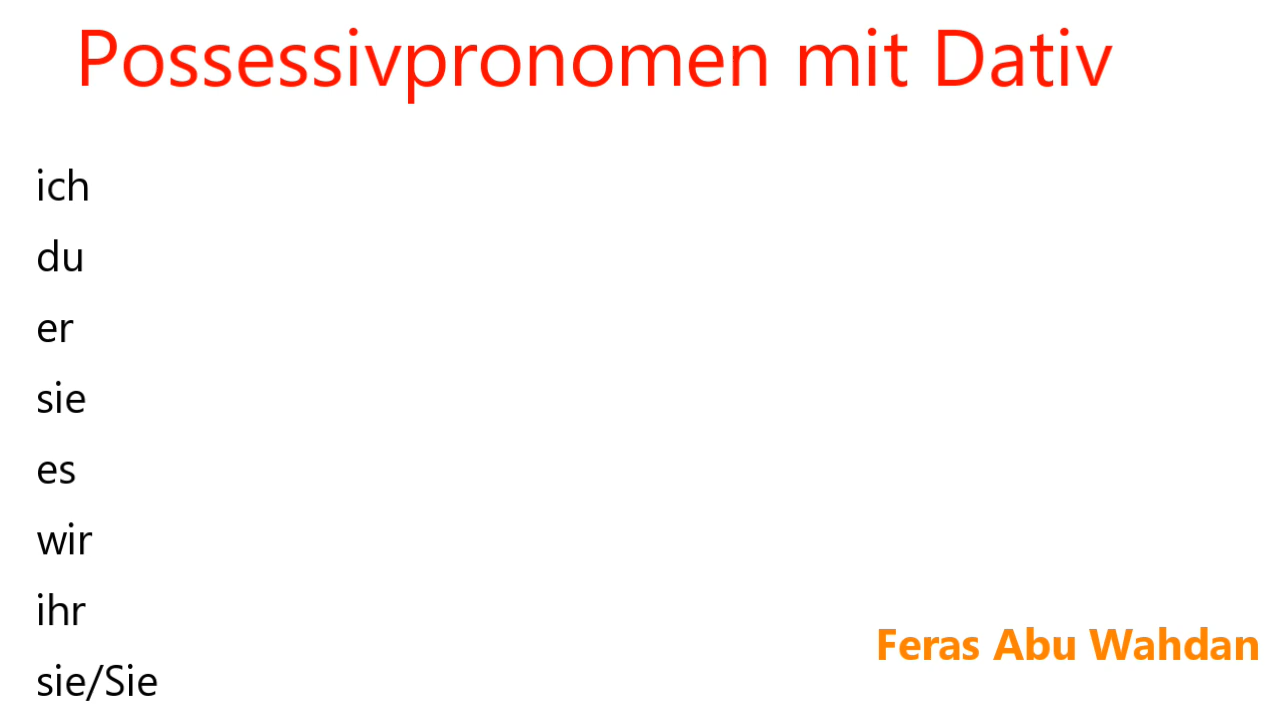 Possessivpronomen mit Dativ
ich
du
er
sie
es
wir
ihr
Feras Abu Wahdan
sie/Sie